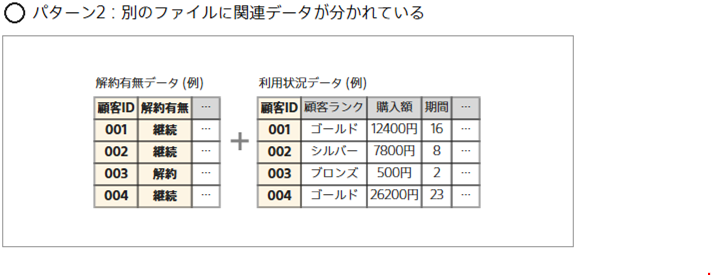 ○ パターン2：別のファイルに関連データが分かれている
解約有無データ (例)
顧客ID 解約有無 …
001 継続 …
002 継続 …
003 解約 …
004 継続 …
+
利用状況データ (例)
顧客ID 顧客ランク 購入額 期間 …
001 ゴールド 12400円 16 …
002 シルバー 7800円 8 …
003 ブロンズ 500円 2 …
004 ゴールド 26200円 23 …